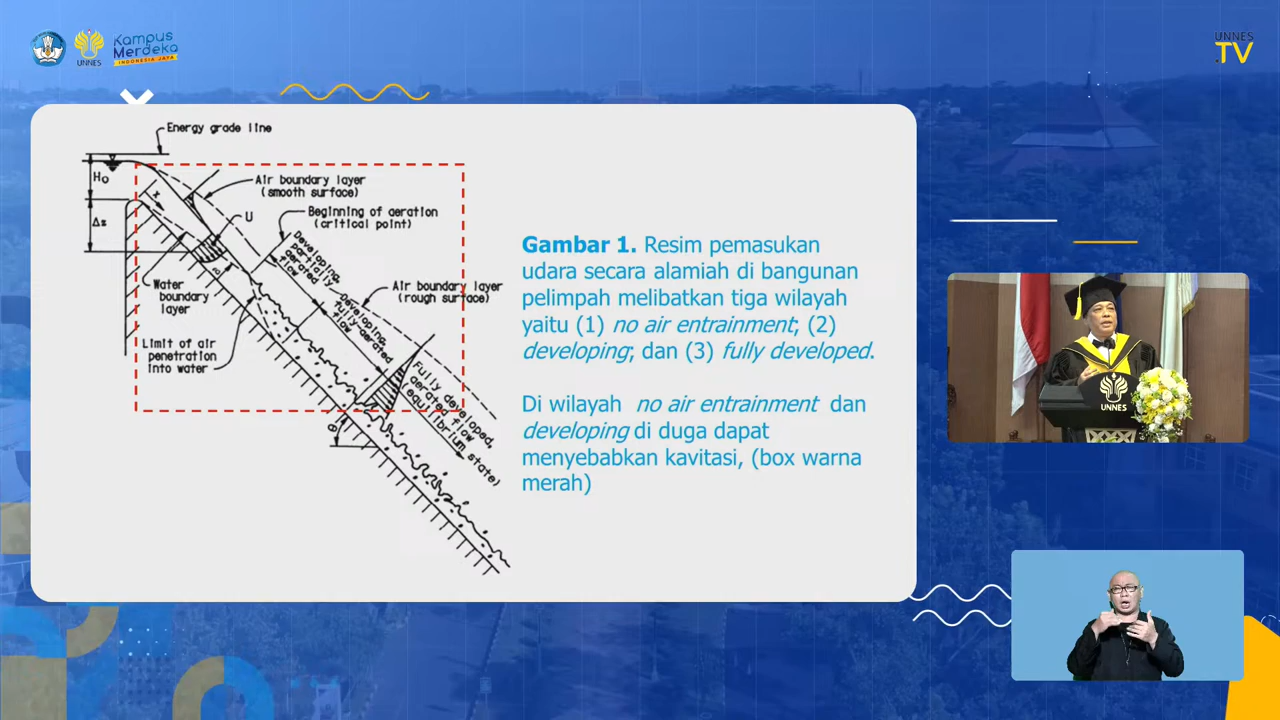 UNNES
Kampus
Merdeka
INDONESIA JAYA
UNNES
TV
Energy grade line
Ho
Δz
x
Air boundary layer
(smooth surface)
U
Beginning of aeration
(critical point)
Developing,
partially
aerated
flow
Developing,
fully-aerated
flow
Air boundary layer
(rough surface)
Water
boundary
layer
Limit of air
penetration
into water
Fully developed,
aerated flow
equilibrium state)
θ
Gambar 1. Resim pemasukan
udara secara alamiah di bangunan
pelimpah melibatkan tiga wilayah
yaitu (1) no air entrainment; (2)
developing; dan (3) fully developed.
Di wilayah no air entrainment dan
developing di duga dapat
menyebabkan kavitasi, (box warna
merah)
UNNES